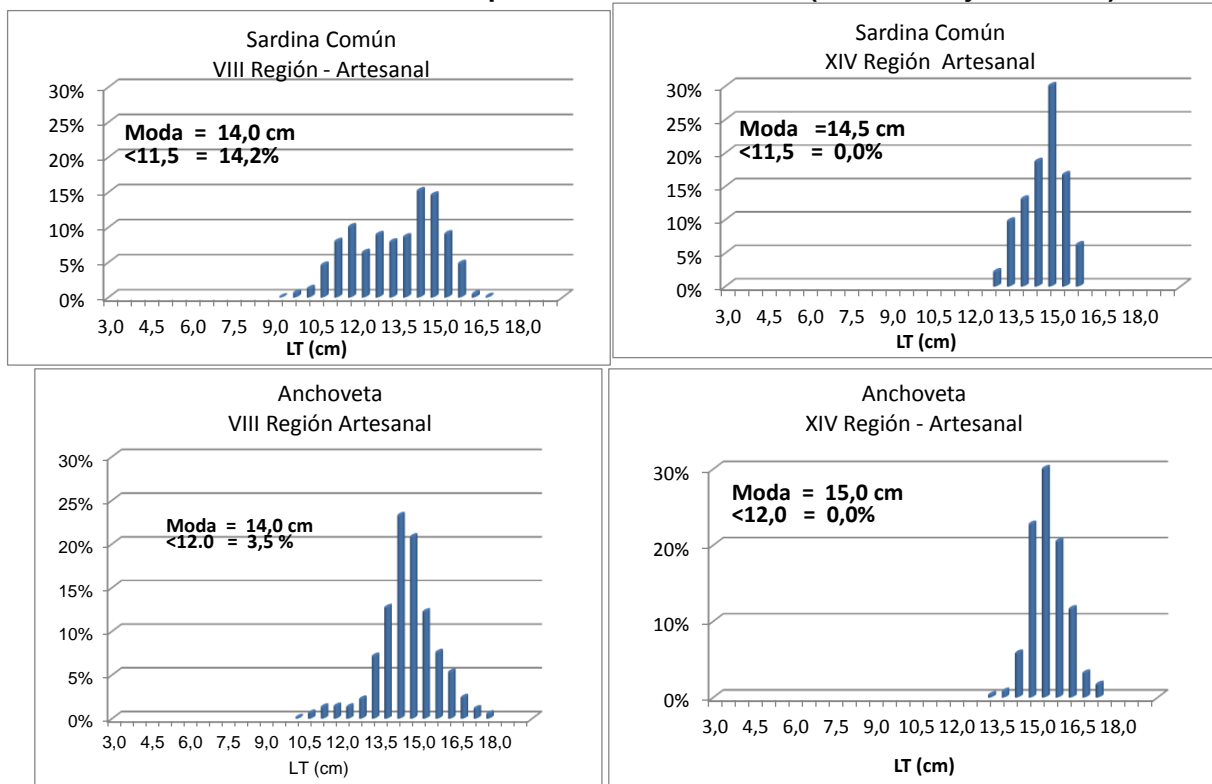 Sardina Común
VIII Región - Artesanal
30%
25%
20%
15%
10%
5%
0%
Moda = 14,0 cm
<11,5 = 14,2%
3,0 4,5 6,0 7,5 9,0 10,5 12,0 13,5 15,0 16,5 18,0
LT (cm)
Sardina Común
XIV Región Artesanal
30%
25%
20%
15%
10%
5%
0%
Moda =14,5 cm
<11,5 = 0,0%
3,0 4,5 6,0 7,5 9,0 10,5 12,0 13,5 15,0 16,5 18,0
LT (cm)
Anchoveta
VIII Región Artesanal
30%
25%
20%
15%
10%
5%
0%
Moda = 14,0 cm
<12.0 = 3,5 %
3,0 4,5 6,0 7,5 9,0 10,5 12,0 13,5 15,0 16,5 18,0
LT (cm)
Anchoveta
XIV Región - Artesanal
30%
20%
10%
0%
Moda = 15,0 cm
<12,0 = 0,0%
3,0 4,5 6,0 7,5 9,0 10,5 12,0 13,5 15,0 16,5 18,0
LT (cm)